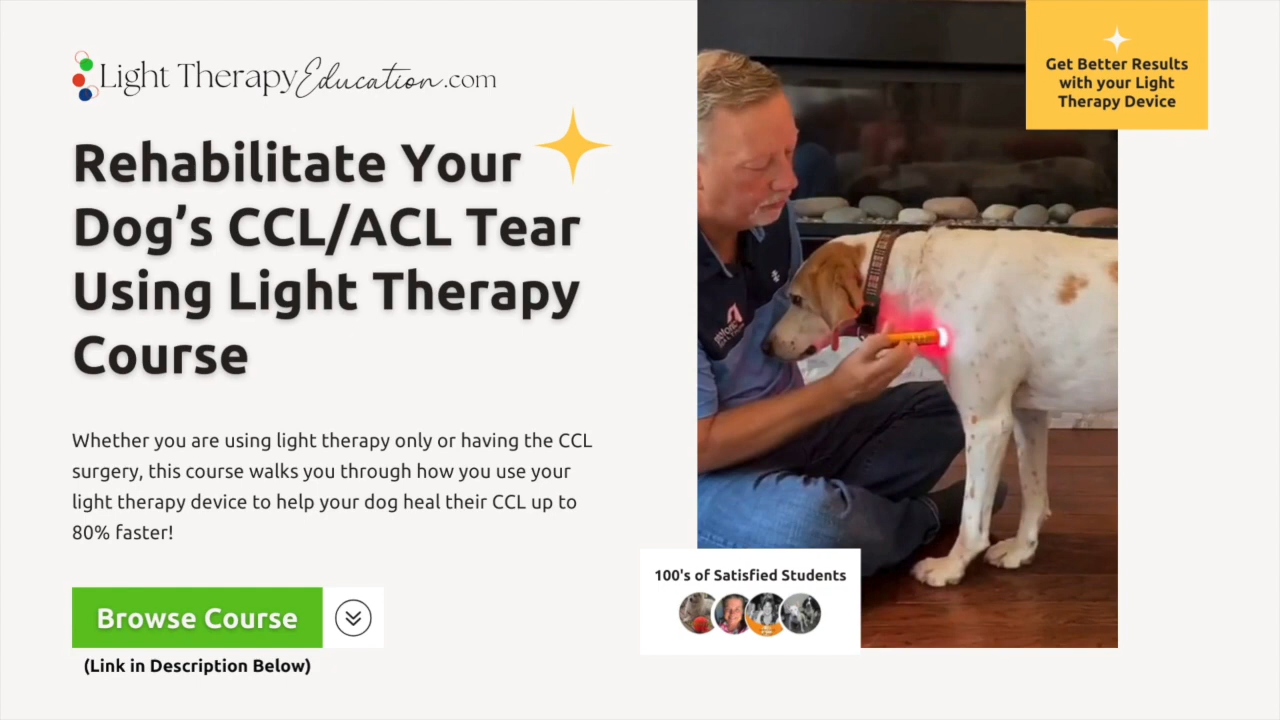 Light Therapy Education.com
Rehabilitate Your
Dog’s CCL/ACL Tear
Using Light Therapy
Course
Whether you are using light therapy only or having the CCL
surgery, this course walks you through how you use your
light therapy device to help your dog heal their CCL up to
80% faster!
Browse Course
(Link in Description Below)
Get Better Results
with your Light
Therapy Device
100's of Satisfied Students